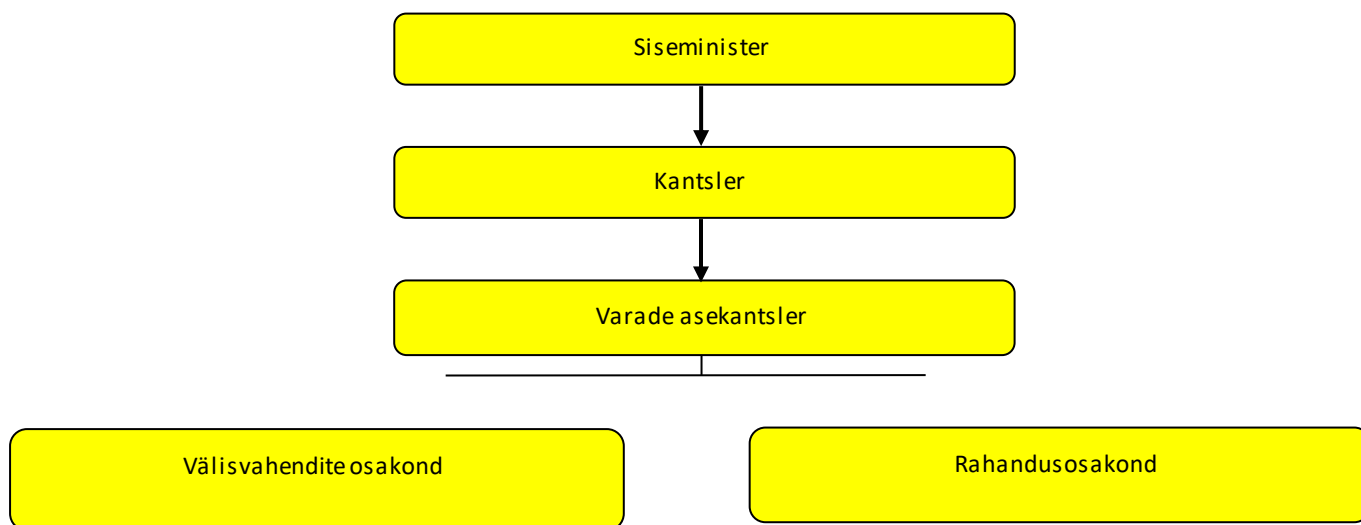 Siseminister
Kantsler
Varade asekantsler
Välisvahendite osakond
Rahandusosakond